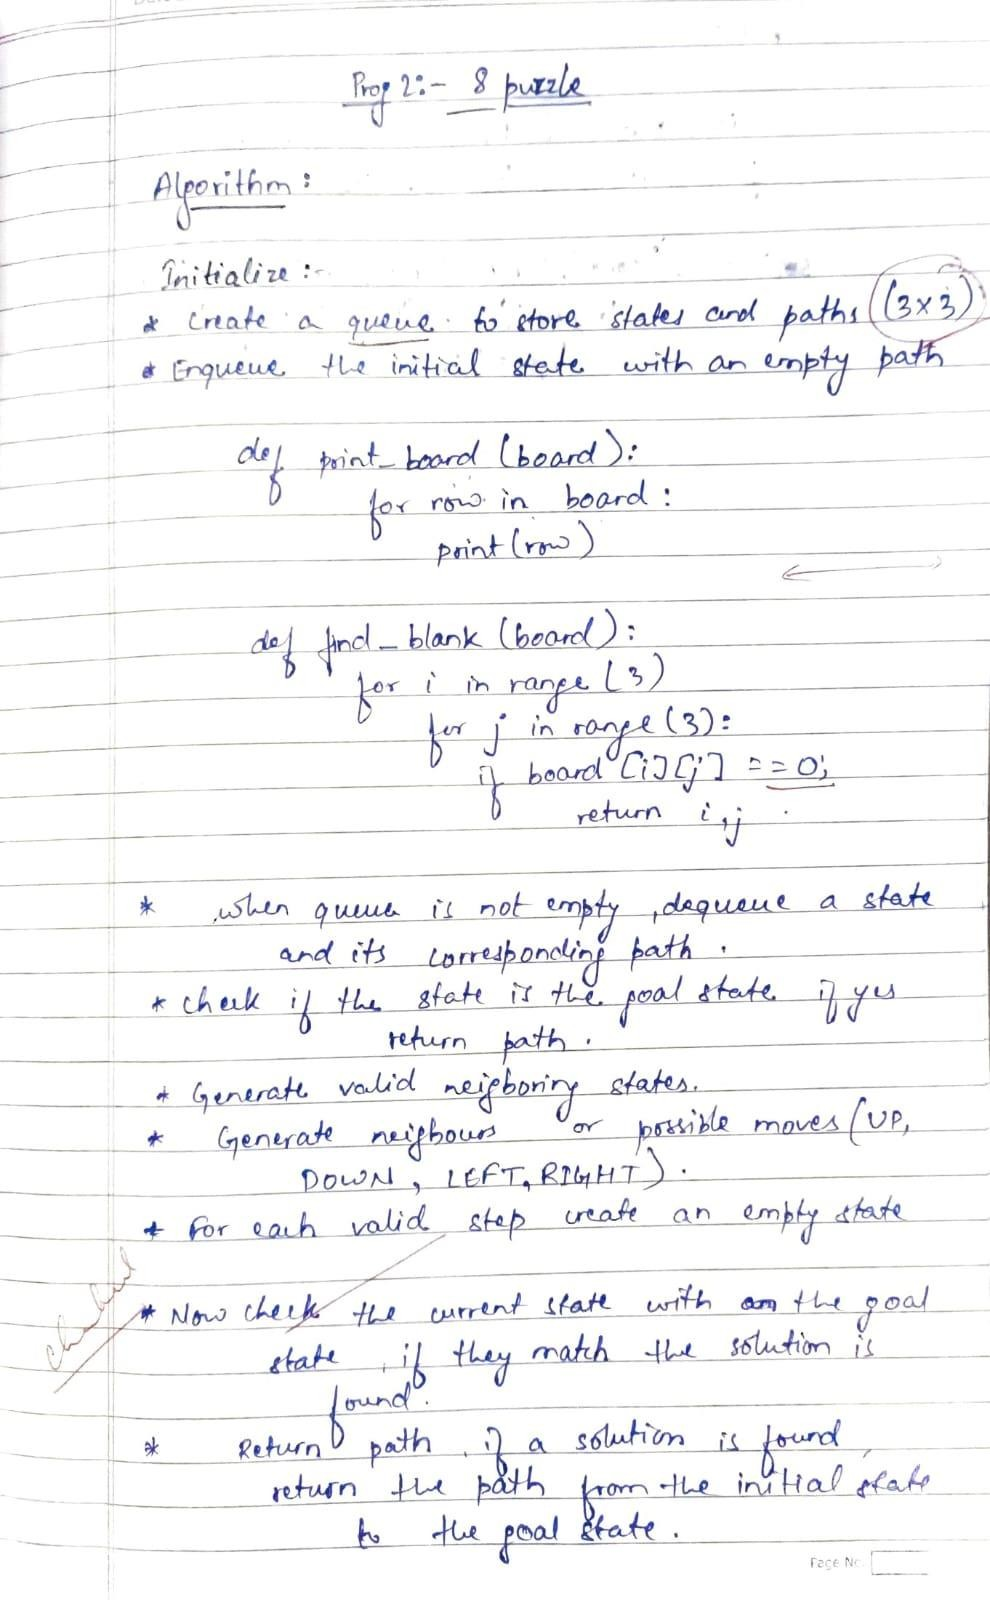 Prog 2:- 8 puzzle
Algorithm:
Initialize :-
* Create a queue to store states and paths (3x3)
* Enqueue the initial state with an empty path
def print_board (board):
for row in board :
print (row)
def find_blank (board):
for i in range (3)
for j in range (3):
if board [i][j] == 0;
return i,j
* when queue is not empty, dequeue a state
and its corresponding path.
* check if the state is the goal state if yes
return path.
* Generate valid neigboring states.
* Generate neighbours or possible moves (UP,
DOWN, LEFT, RIGHT).
* For each valid step create an empty state
* Now check the current state with the goal
state, if they match the solution is
found.
* Return path, if a solution is found,
return the path from the initial state
to the goal state.
Page No.